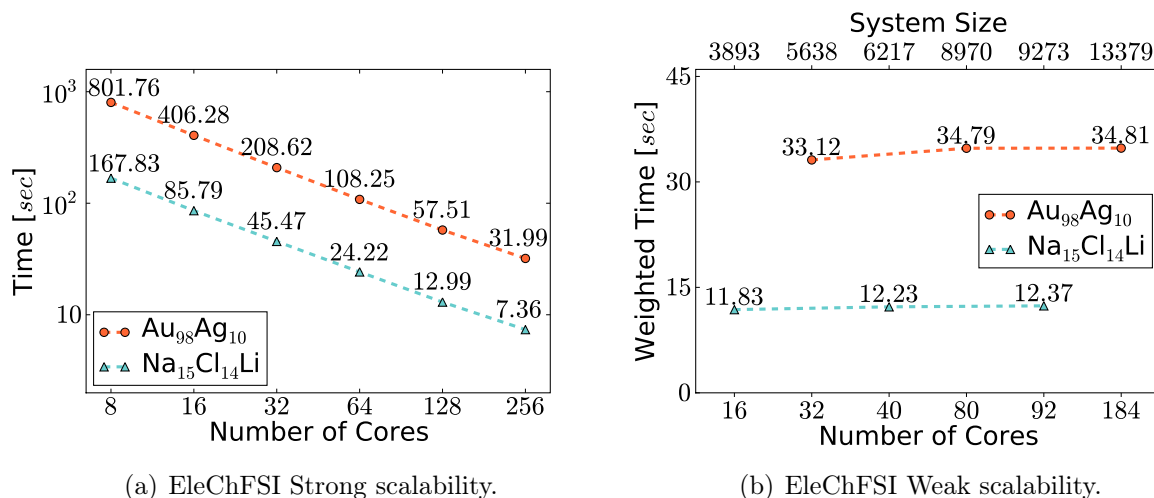 10³
10²
10
Time [sec]
801.76
406.28
208.62
108.25
57.51
31.99
167.83
85.79
45.47
24.22
12.99
7.36
Au₉₈Ag₁₀
Na₁₅Cl₁₄Li
8 16 32 64 128 256
Number of Cores
(a) EleChFSI Strong scalability.
System Size
3893 5638 6217 8970 9273 13379
45
30
15
0
Weighted Time [sec]
33.12 34.79 34.81
Au₉₈Ag₁₀
Na₁₅Cl₁₄Li
11.83 12.23 12.37
16 32 40 80 92 184
Number of Cores
(b) EleChFSI Weak scalability.